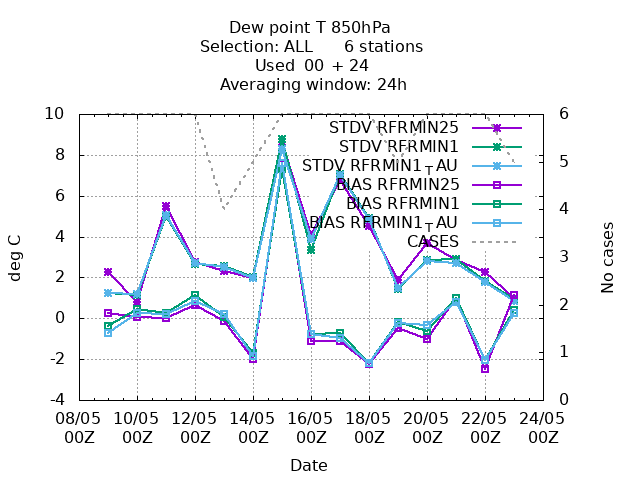 Dew point T 850hPa
Selection: ALL 6 stations
Used 00 + 24
Averaging window: 24h
10
8
6
4
2
0
-2
-4
deg C
6
5
4
3
2
1
0
No cases
STDV RFRMIN25
STDV RFRMIN1
STDV RFRMIN1_TAU
BIAS RFRMIN25
BIAS RFRMIN1
BIAS RFRMIN1_TAU
CASES
08/05 10/05 12/05 14/05 16/05 18/05 20/05 22/05 24/05
00Z 00Z 00Z 00Z 00Z 00Z 00Z 00Z 00Z
Date